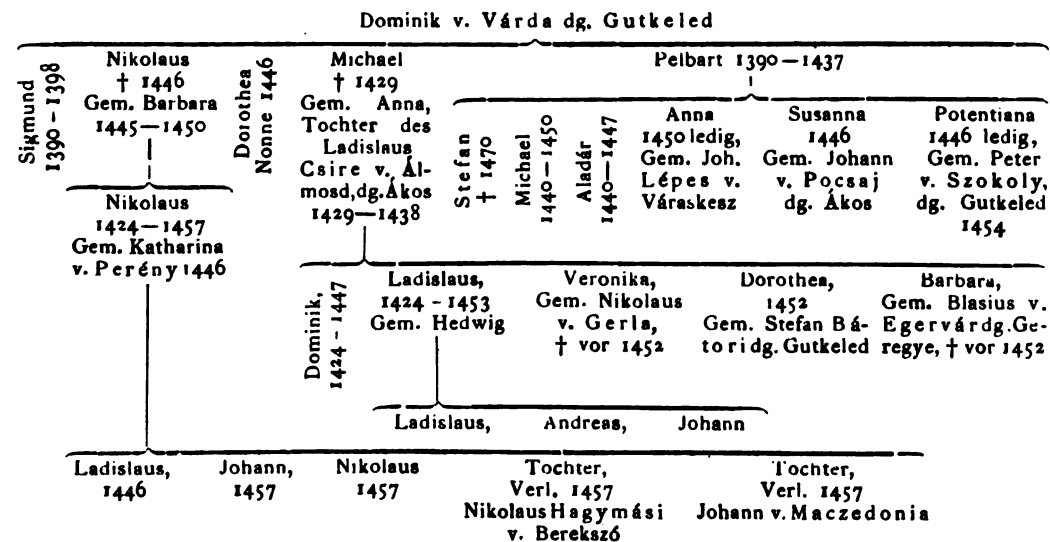 Dominik v. Várda dg. Gutkeled
Sigmund
1390 – 1398
Nikolaus
† 1446
Gem. Barbara
1445 – 1450
Dorothea
Nonne 1446
Michael
† 1429
Gem. Anna,
Tochter des
Ladislaus
Csire v. Ál-
mosd, dg. Ákos
1429 – 1438
Pelbart 1390 – 1437
Stefan
† 1470
Michael
1440 – 1450
Aladár
1440 – 1447
Anna
1450 ledig,
Gem. Joh.
Lépes v.
Váraskesz
Susanna
1446
Gem. Johann
v. Pocsaj
dg. Ákos
Potentiana
1446 ledig,
Gem. Peter
v. Szokoly,
dg. Gutkeled
1454
Nikolaus
1424 – 1457
Gem. Katharina
v. Perény 1446
Dominik,
1424 - 1447
Ladislaus,
1424 - 1453
Gem. Hedwig
Veronika,
Gem. Nikolaus
v. Gerla,
† vor 1452
Dorothea,
1452
Gem. Stefan Bá-
tori dg. Gutkeled
Barbara,
Gem. Blasius v.
Egervár dg. Ge-
regye, † vor 1452
Ladislaus, Andreas, Johann
Ladislaus,
1446
Johann,
1457
Nikolaus
1457
Tochter,
Verl. 1457
Nikolaus Hagymási
v. Berekszó
Tochter,
Verl. 1457
Johann v. Maczedonia